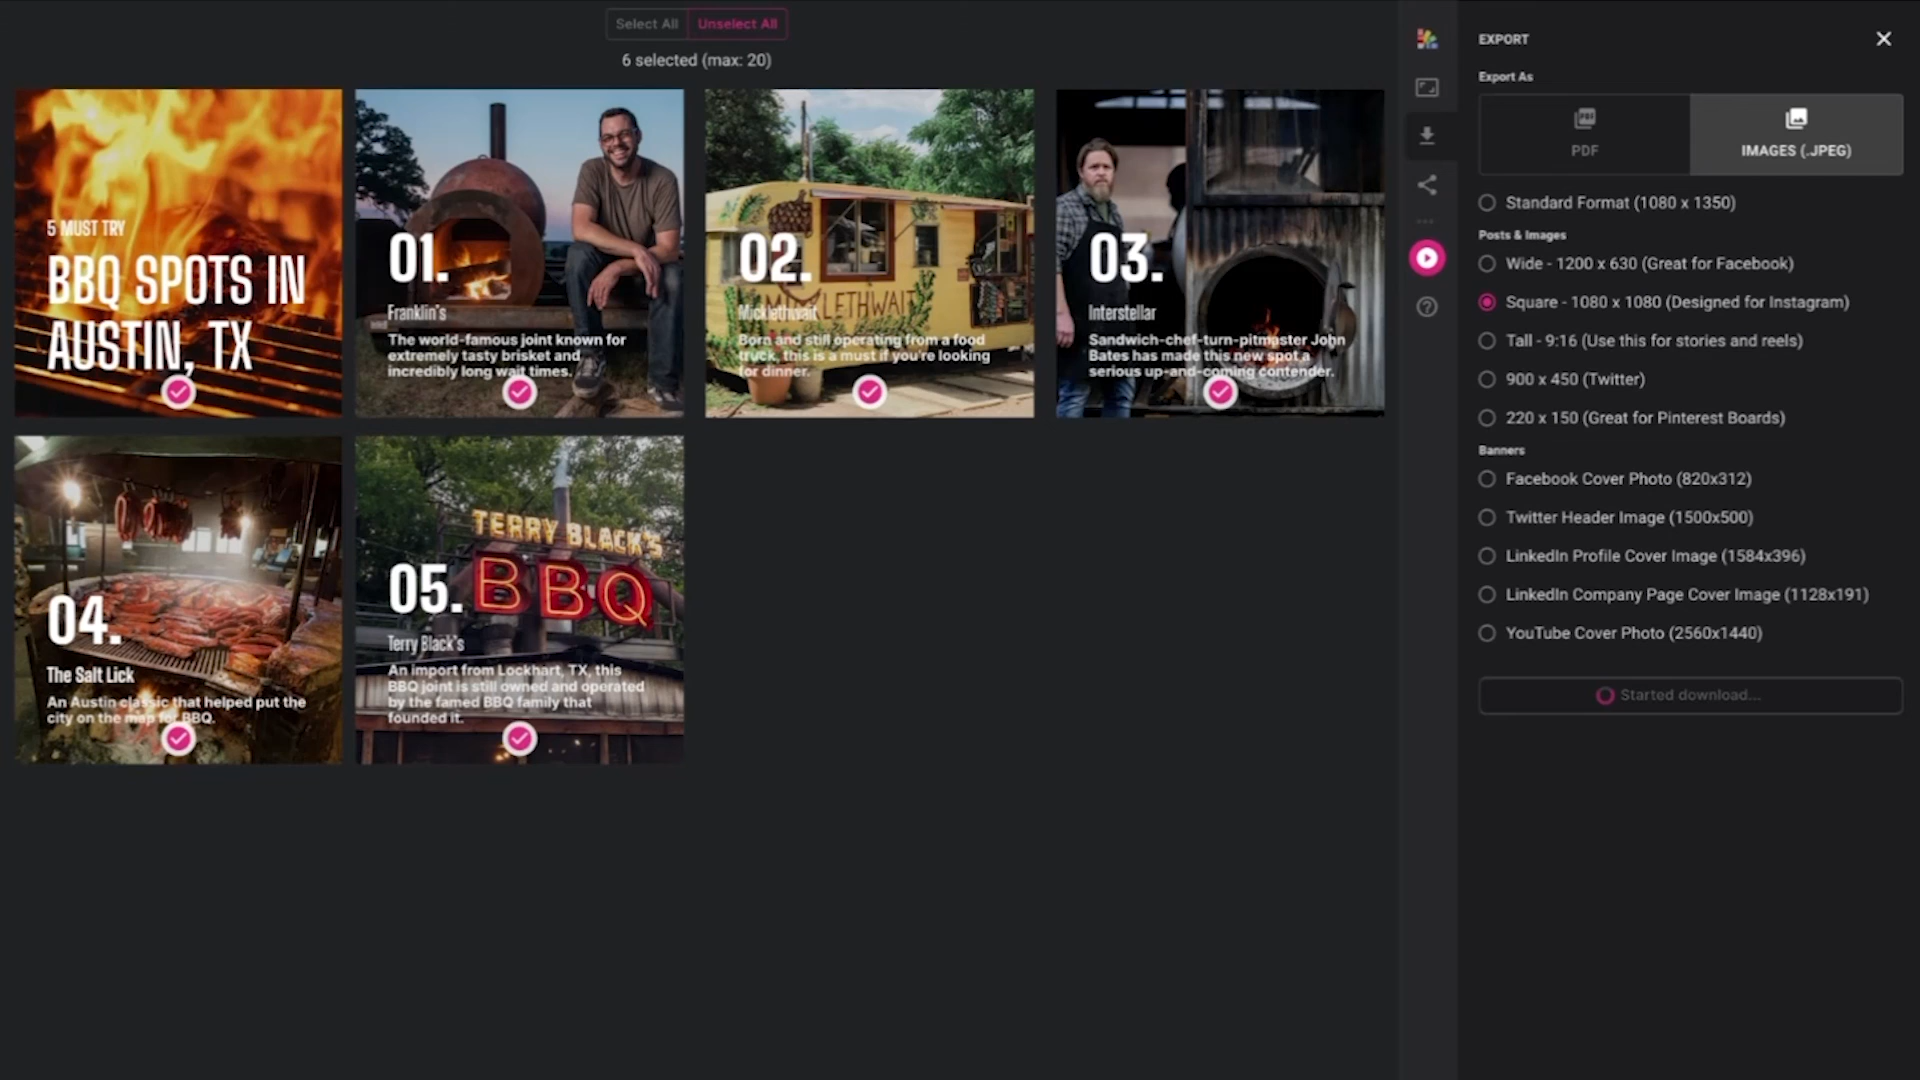 Select All
Unselect All
6 selected (max: 20)
5 MUST TRY
BBQ SPOTS IN
AUSTIN, TX
01.
Franklin's
The world-famous joint known for
extremely tasty brisket and
incredibly long wait times.
02.
MICKLETHWAIT
Micklethwait
Born and still operating from a food
truck, this is a must if you're looking
for dinner.
03.
Interstellar
Sandwich-chef-turn-pitmaster John
Bates has made this new spot a
serious up-and-coming contender.
04.
The Salt Lick
An Austin classic that helped put the
city on the map for BBQ.
TERRY BLACK'S
BBQ
05.
Terry Black's
An import from Lockhart, TX, this
BBQ joint is still owned and operated
by the famed BBQ family that
founded it.
EXPORT
Export As
PDF
PDF
IMAGES (.JPEG)
Standard Format (1080 x 1350)
Posts & Images
Wide - 1200 x 630 (Great for Facebook)
Square - 1080 x 1080 (Designed for Instagram)
Tall - 9:16 (Use this for stories and reels)
900 x 450 (Twitter)
220 x 150 (Great for Pinterest Boards)
Banners
Facebook Cover Photo (820x312)
Twitter Header Image (1500x500)
LinkedIn Profile Cover Image (1584x396)
LinkedIn Company Page Cover Image (1128x191)
YouTube Cover Photo (2560x1440)
Started download...